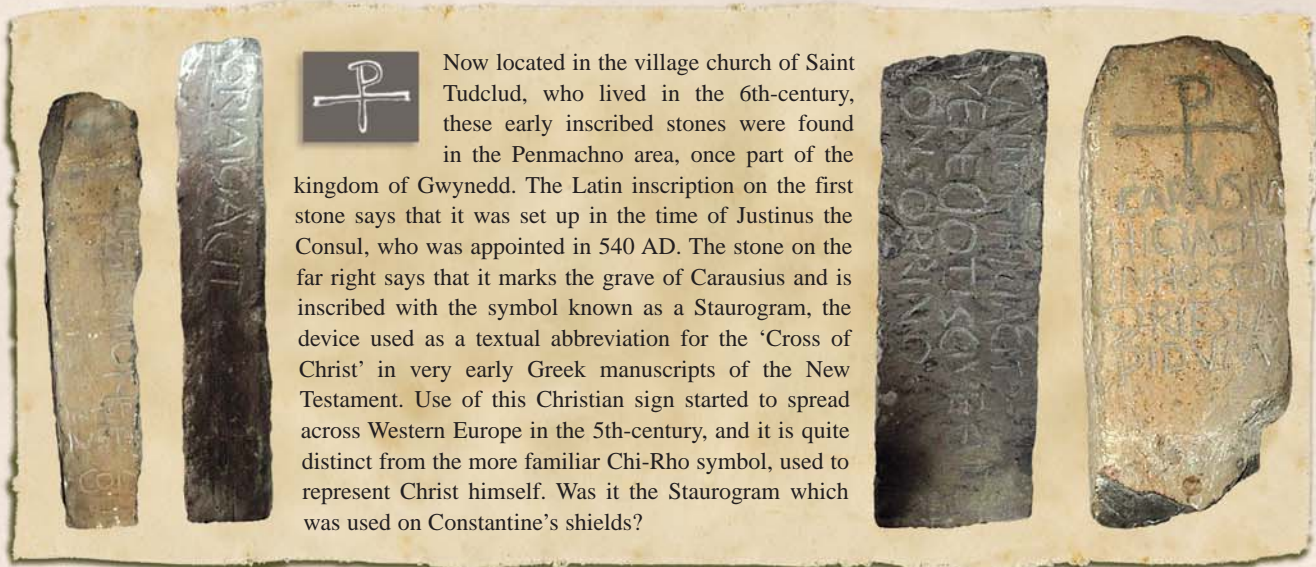 Now located in the village church of Saint
Tudclud, who lived in the 6th-century,
these early inscribed stones were found
in the Penmachno area, once part of the
kingdom of Gwynedd. The Latin inscription on the first
stone says that it was set up in the time of Justinus the
Consul, who was appointed in 540 AD. The stone on the
far right says that it marks the grave of Carausius and is
inscribed with the symbol known as a Staurogram, the
device used as a textual abbreviation for the ‘Cross of
Christ’ in very early Greek manuscripts of the New
Testament. Use of this Christian sign started to spread
across Western Europe in the 5th-century, and it is quite
distinct from the more familiar Chi-Rho symbol, used to
represent Christ himself. Was it the Staurogram which
was used on Constantine’s shields?
ORIA IC IACIT
VENEDOTIS
CARAUSIUS
HIC IACIT